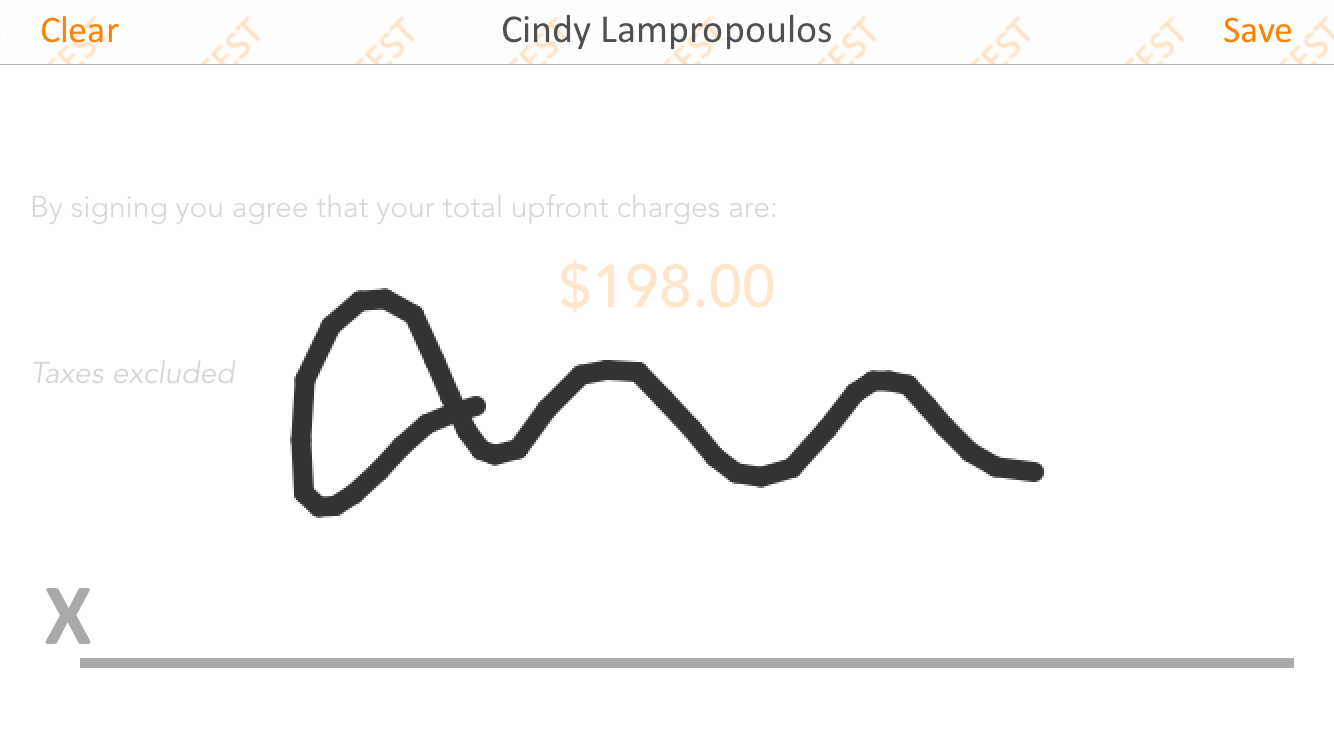 Clear Cindy Lampropoulos Save
By signing you agree that your total upfront charges are:
$198.00
Taxes excluded
X